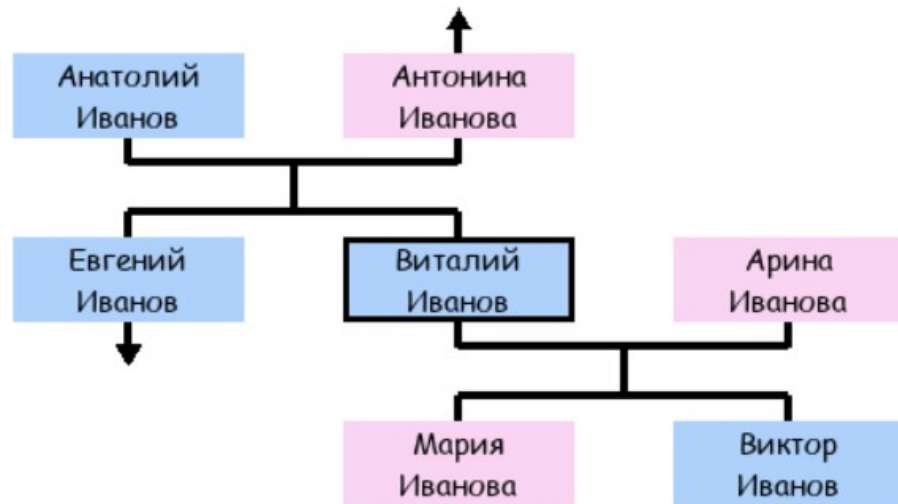 Анатолий
Иванов
Антонина
Иванова
Евгений
Иванов
Виталий
Иванов
Арина
Иванова
Мария
Иванова
Виктор
Иванов